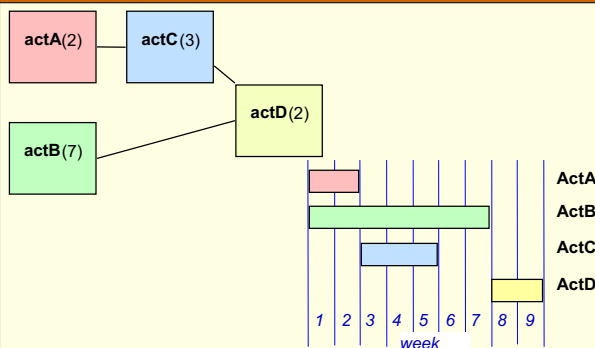 actA(2)
actC(3)
actD(2)
actB(7)
ActA
ActB
ActC
ActD
1 2 3 4 5 6 7 8 9
week